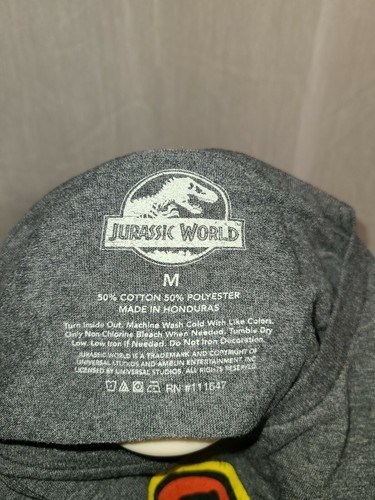 JURASSIC WORLD
M
50% COTTON 50% POLYESTER
MADE IN HONDURAS
Turn Inside Out. Machine Wash Cold With Like Colors.
Only Non-Chlorine Bleach When Needed. Tumble Dry
Low. Low Iron If Needed. Do Not Iron Decoration.
JURASSIC WORLD IS A TRADEMARK AND COPYRIGHT OF
UNIVERSAL STUDIOS AND AMBLIN ENTERTAINMENT, INC.
LICENSED BY UNIVERSAL STUDIOS. ALL RIGHTS RESERVED.
RN #111647